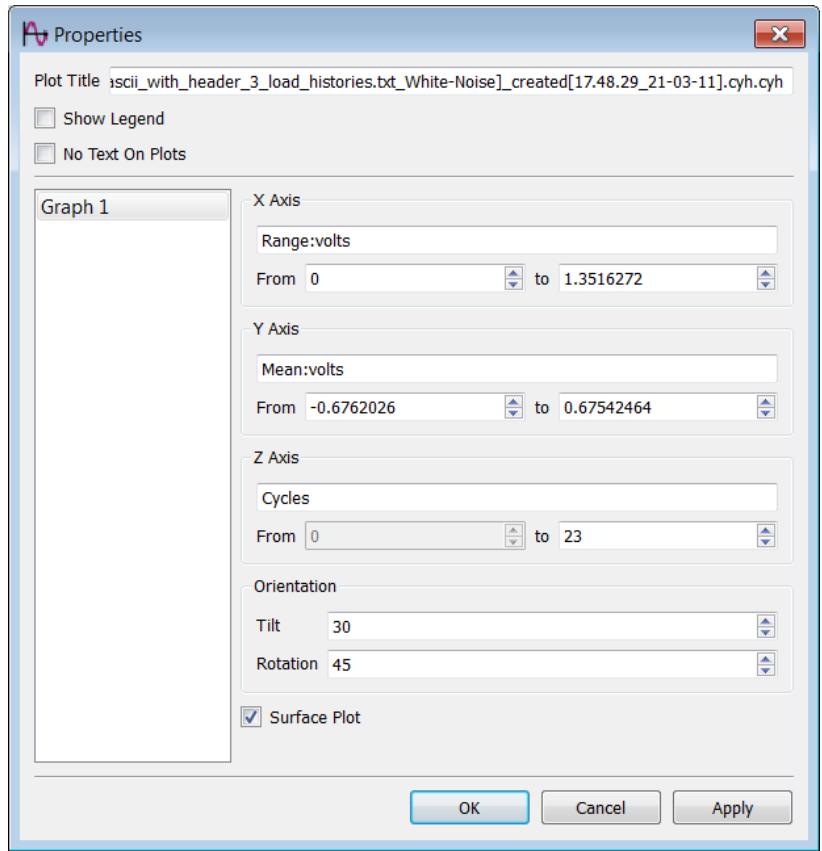 Properties
Plot Title ascii_with_header_3_load_histories.txt_White-Noise]_created[17.48.29_21-03-11].cyh.cyh
Show Legend
No Text On Plots
Graph 1
X Axis
Range:volts
From 0 to 1.3516272
Y Axis
Mean:volts
From -0.6762026 to 0.67542464
Z Axis
Cycles
From 0 to 23
Orientation
Tilt 30
Rotation 45
Surface Plot
OK Cancel Apply